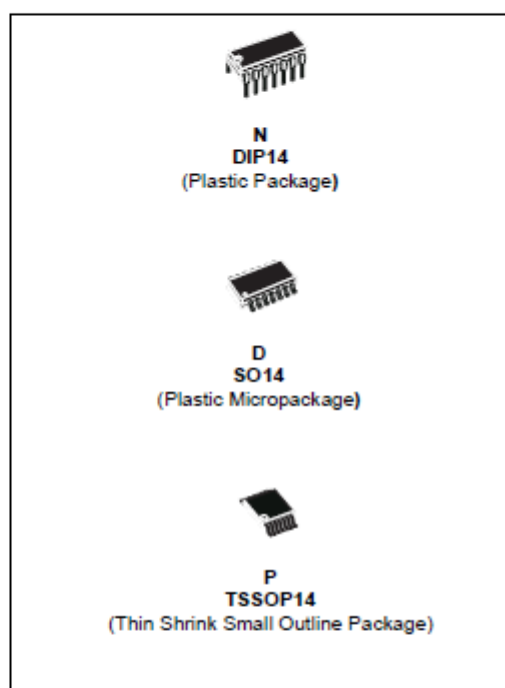 N
DIP14
(Plastic Package)
D
SO14
(Plastic Micropackage)
P
TSSOP14
(Thin Shrink Small Outline Package)